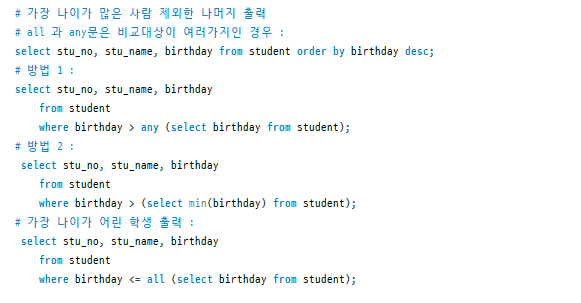 # 가장 나이가 많은 사람 제외한 나머지 출력
# all 과 any문은 비교대상이 여러가지인 경우 :
select stu_no, stu_name, birthday from student order by birthday desc;
# 방법 1 :
select stu_no, stu_name, birthday
from student
where birthday > any (select birthday from student);
# 방법 2 :
select stu_no, stu_name, birthday
from student
where birthday > (select min(birthday) from student);
# 가장 나이가 어린 학생 출력 :
select stu_no, stu_name, birthday
from student
where birthday <= all (select birthday from student);